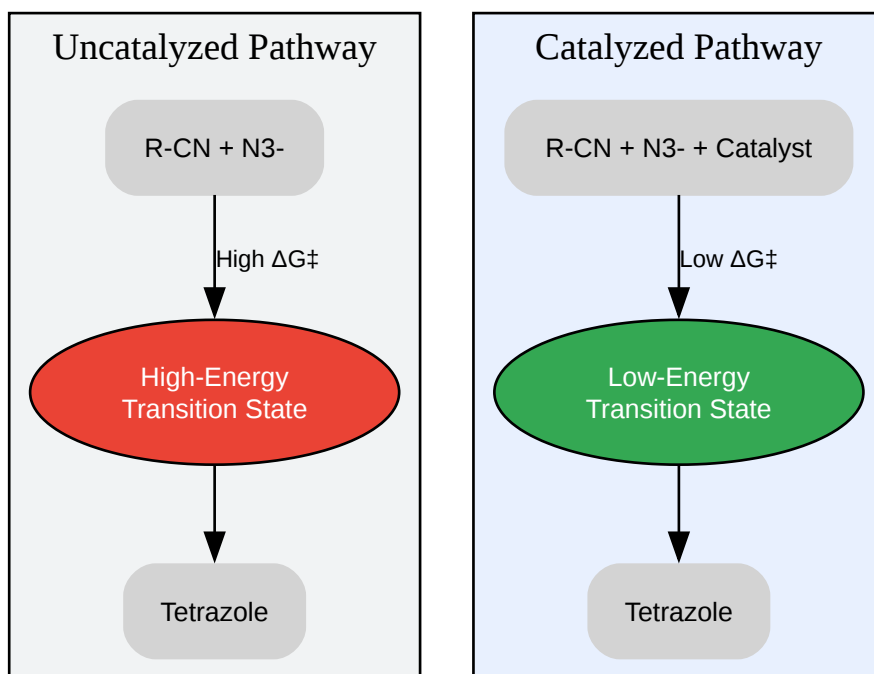 Uncatalyzed Pathway
R-CN + N3-
High ΔG‡
High-Energy
Transition State
Tetrazole
Catalyzed Pathway
R-CN + N3- + Catalyst
Low ΔG‡
Low-Energy
Transition State
Tetrazole